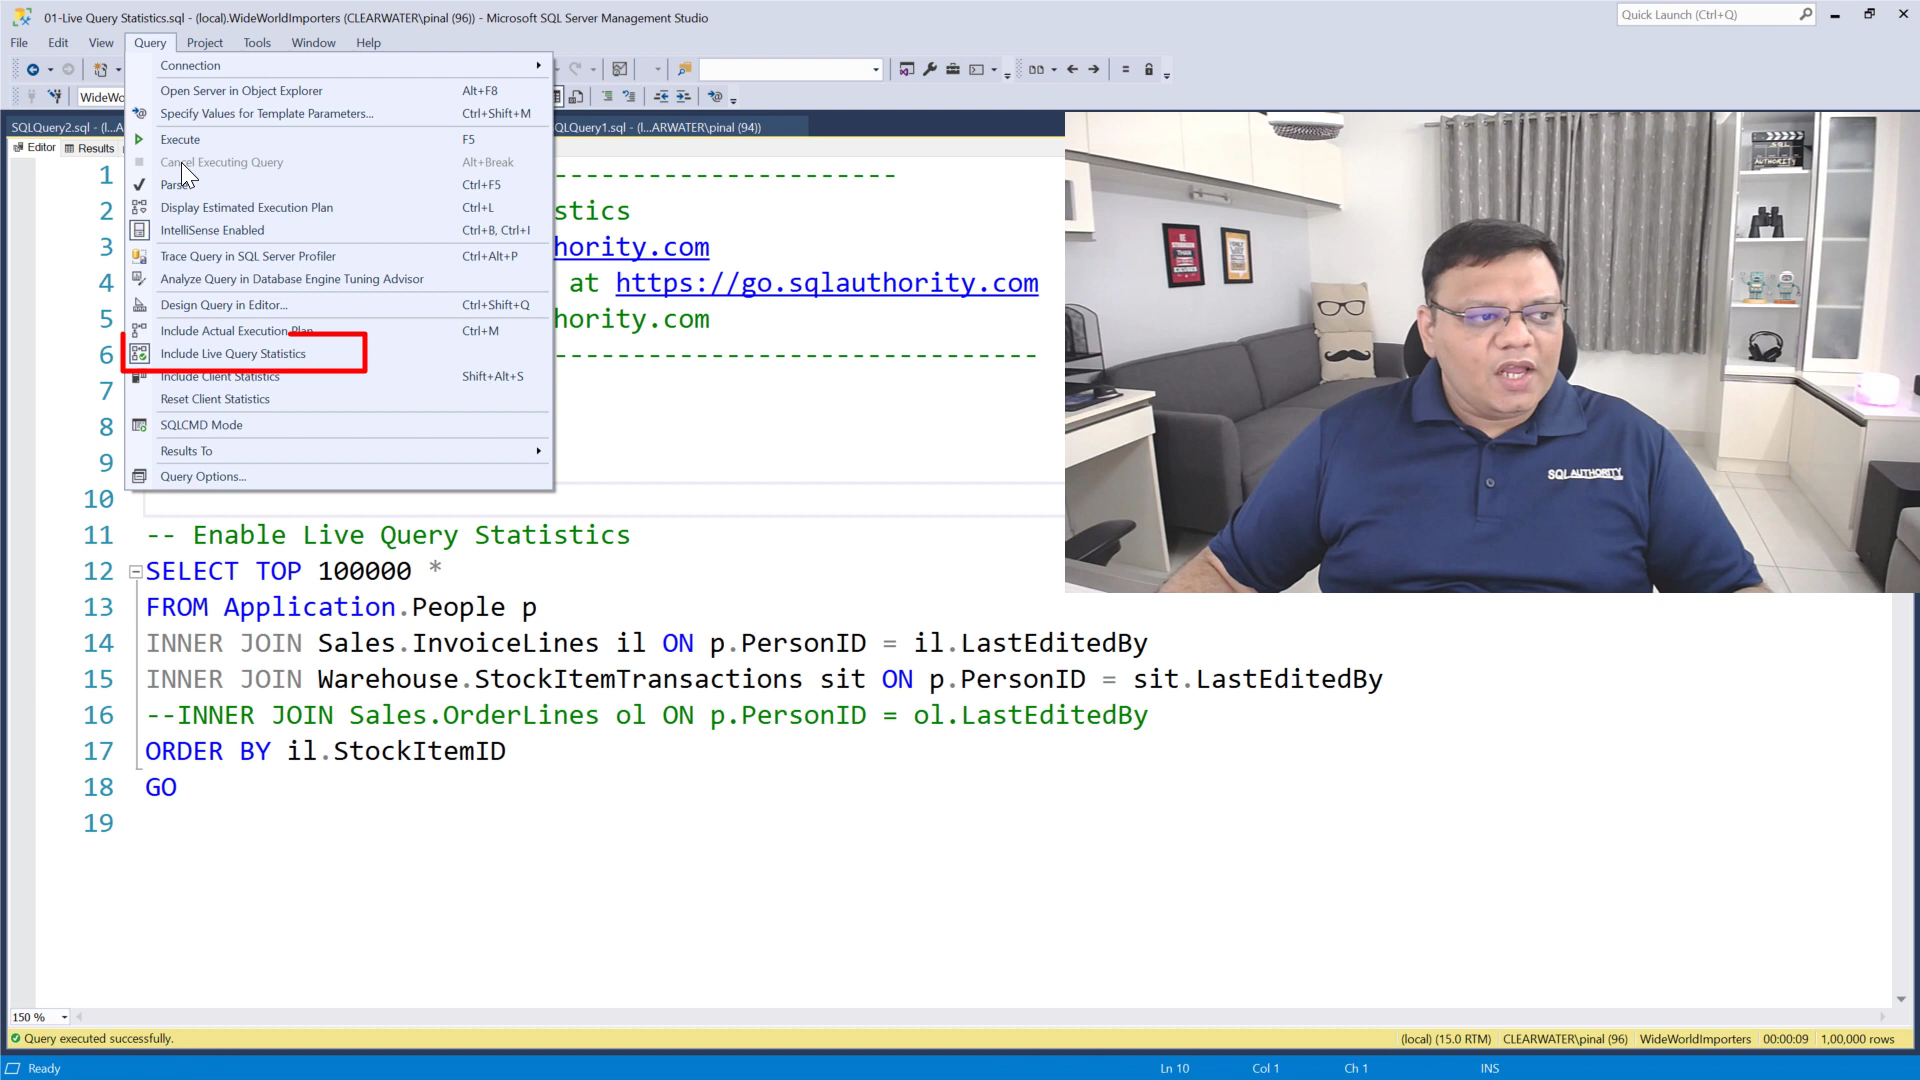 01-Live Query Statistics.sql - (local).WideWorldImporters (CLEARWATER\pinal (96)) - Microsoft SQL Server Management Studio
Quick Launch (Ctrl+Q)
File Edit View Query Project Tools Window Help
WideWo
SQLQuery2.sql - (l...A
QLQuery1.sql - (l...ARWATER\pinal (94))
Editor Results
Connection
Open Server in Object Explorer Alt+F8
Specify Values for Template Parameters... Ctrl+Shift+M
Execute F5
Cancel Executing Query Alt+Break
Parse Ctrl+F5
Display Estimated Execution Plan Ctrl+L
IntelliSense Enabled Ctrl+B, Ctrl+I
Trace Query in SQL Server Profiler Ctrl+Alt+P
Analyze Query in Database Engine Tuning Advisor
Design Query in Editor... Ctrl+Shift+Q
Include Actual Execution Plan Ctrl+M
Include Live Query Statistics
Include Client Statistics Shift+Alt+S
Reset Client Statistics
SQLCMD Mode
Results To
Query Options...
1 ----------------------
2 stics
3 hority.com
4 at https://go.sqlauthority.com
5 hority.com
6 -------------------------------
7
8
9
10
11 -- Enable Live Query Statistics
12 SELECT TOP 100000 *
13 FROM Application.People p
14 INNER JOIN Sales.InvoiceLines il ON p.PersonID = il.LastEditedBy
15 INNER JOIN Warehouse.StockItemTransactions sit ON p.PersonID = sit.LastEditedBy
16 --INNER JOIN Sales.OrderLines ol ON p.PersonID = ol.LastEditedBy
17 ORDER BY il.StockItemID
18 GO
19
SQL AUTHORITY
SQL AUTHORITY
150 %
Query executed successfully. (local) (15.0 RTM) CLEARWATER\pinal (96) WideWorldImporters 00:00:09 1,00,000 rows
Ready Ln 10 Col 1 Ch 1 INS